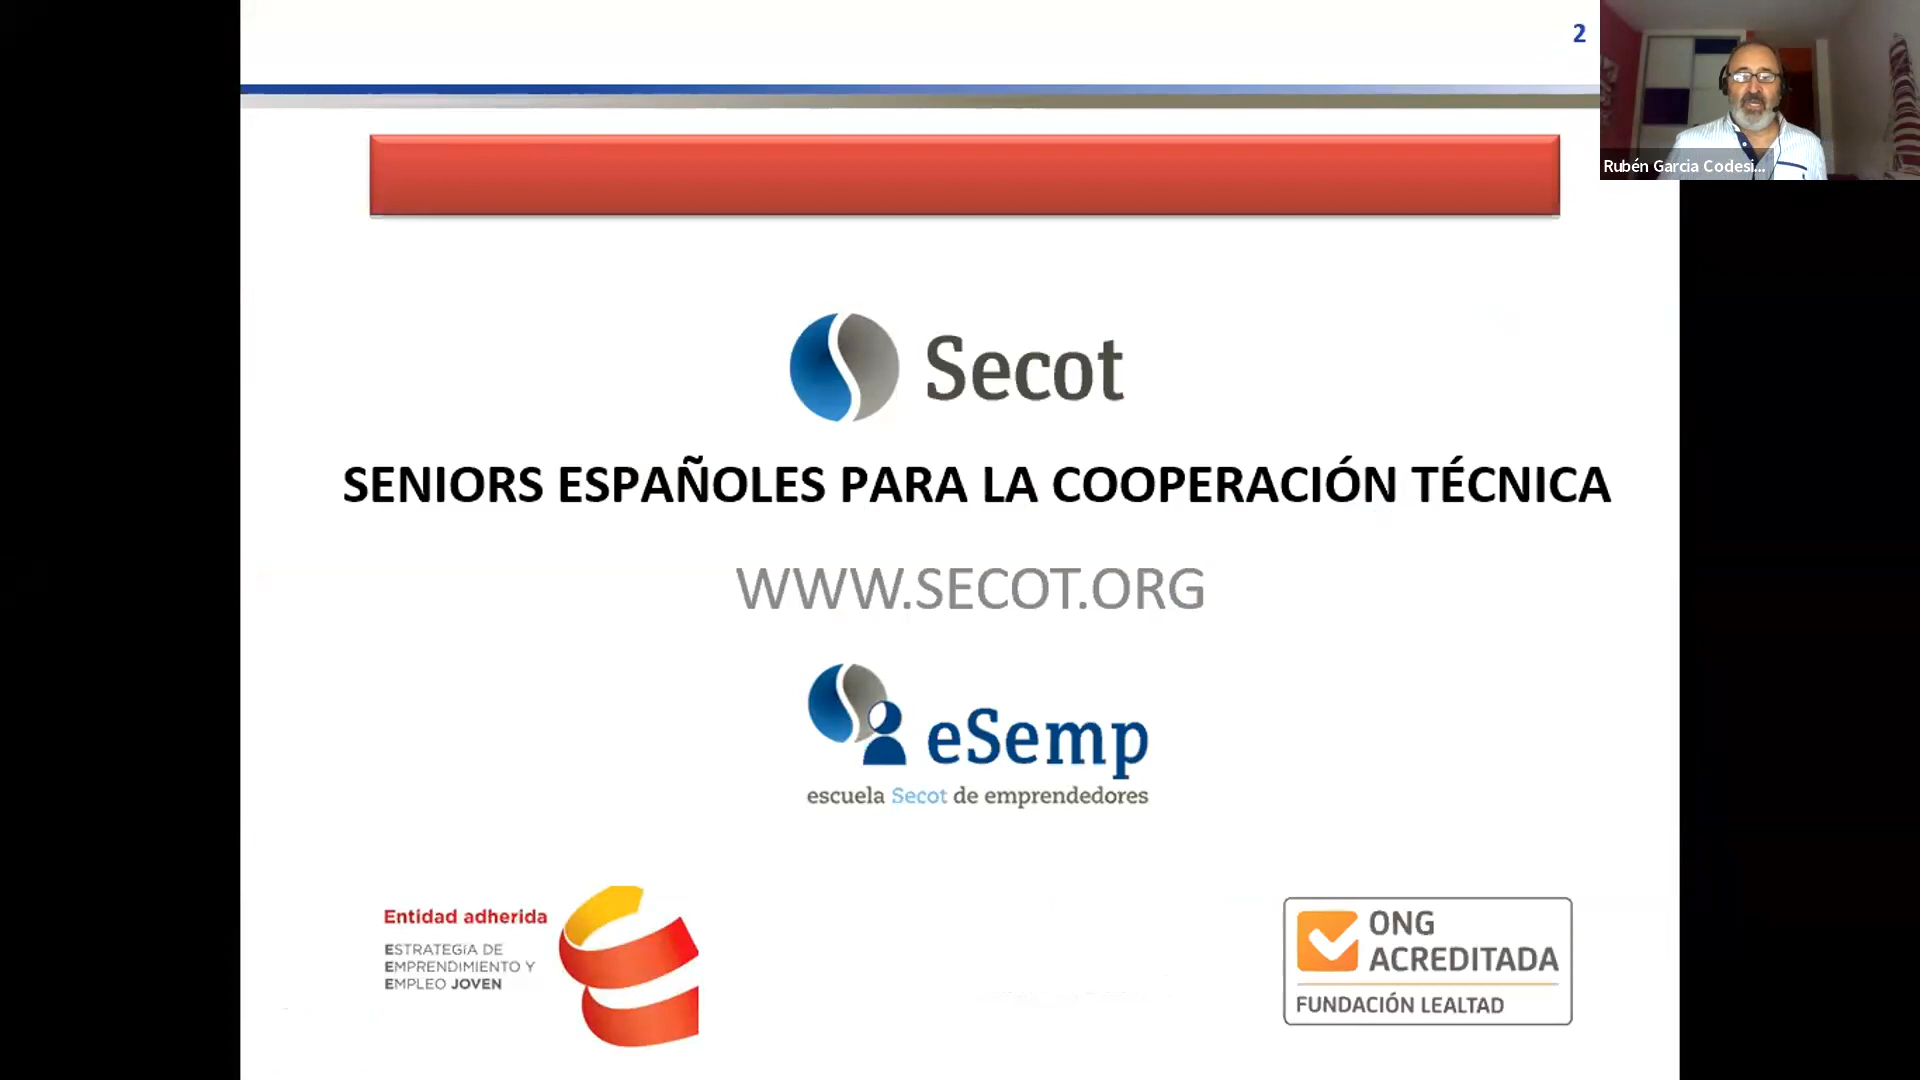 2
Rubén Garcia Codesi...
Secot
SENIORS ESPAÑOLES PARA LA COOPERACIÓN TÉCNICA
WWW.SECOT.ORG
eSemp
escuela Secot de emprendedores
Entidad adherida
ESTRATEGIA DE
EMPRENDIMIENTO Y
EMPLEO JOVEN
ONG
ACREDITADA
FUNDACIÓN LEALTAD